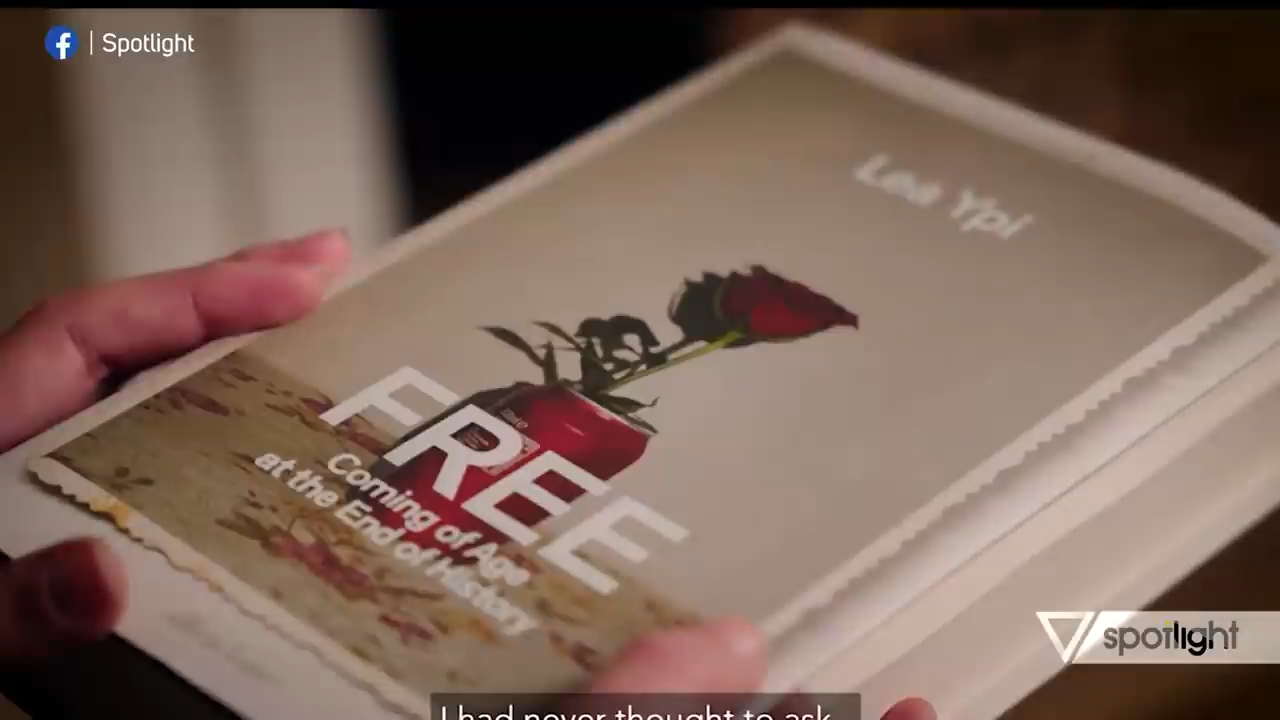 Spotlight
Lea Ypi
FREE
Coming of Age
at the End of History
spotlight
I had never thought to ask